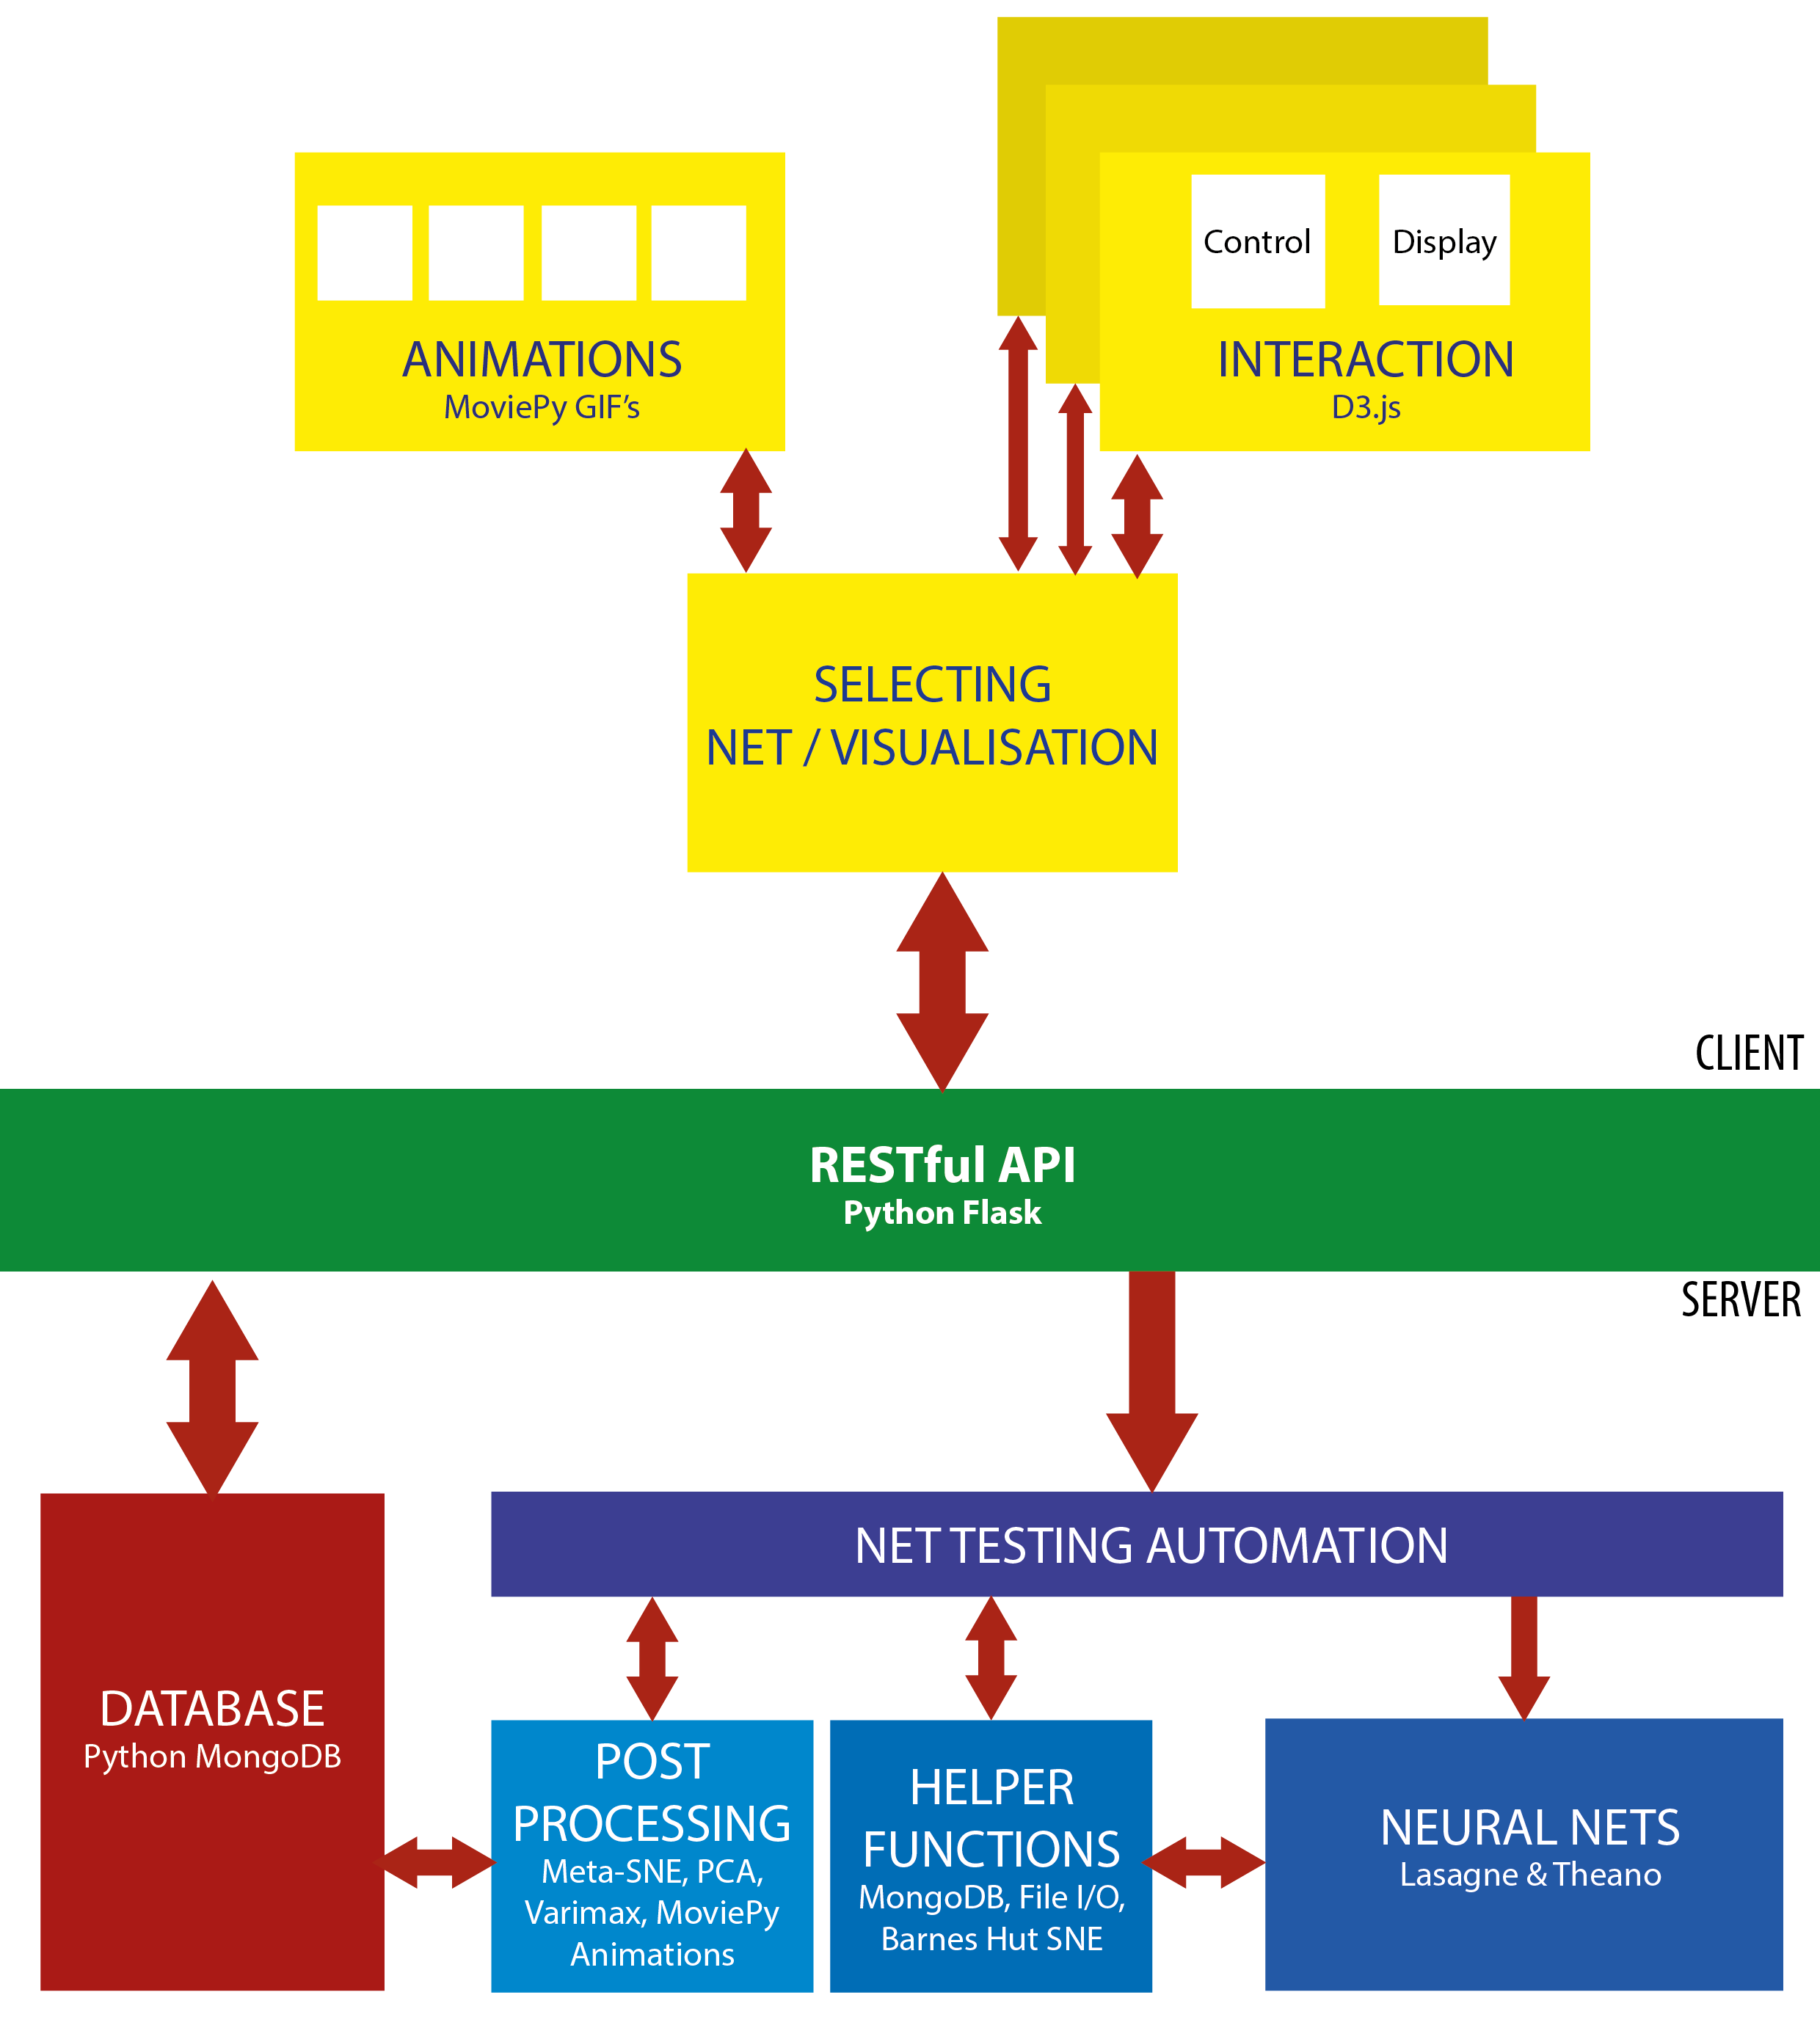 Control
Display
ANIMATIONS
MoviePy GIF's
INTERACTION
D3.js
SELECTING
NET / VISUALISATION
CLIENT
RESTful API
Python Flask
SERVER
NET TESTING AUTOMATION
DATABASE
Python MongoDB
POST
PROCESSING
Meta-SNE, PCA,
Varimax, MoviePy
Animations
HELPER
FUNCTIONS
MongoDB, File I/O,
Barnes Hut SNE
NEURAL NETS
Lasagne & Theano